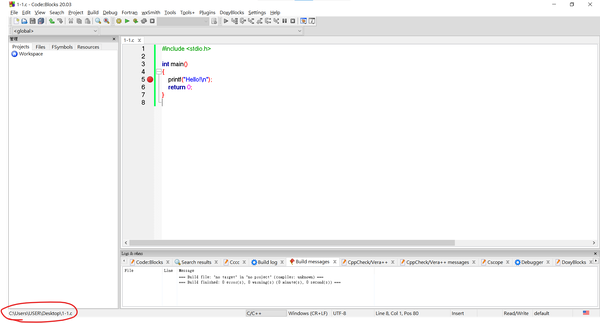 1-1.c - Code::Blocks 20.03
File Edit View Search Project Build Debug Fortran wxSmith Tools Tools+ Plugins DoxyBlocks Settings Help
<global>
管理
Projects Files FSymbols Resources
Workspace
1-1.c
1 #include <stdio.h>
2
3 int main()
4 {
5 printf("Hello!\n");
6 return 0;
7 }
8
Logs & others
Code::Blocks Search results Cccc Build log Build messages CppCheck/Vera++ CppCheck/Vera++ messages Cscope Debugger DoxyBlocks
File Line Message
=== Build file: "no target" in "no project" (compiler: unknown) ===
=== Build finished: 0 error(s), 0 warning(s) (0 minute(s), 0 second(s)) ===
C:\Users\USER\Desktop\1-1.c C/C++ Windows (CR+LF) UTF-8 Line 8, Col 1, Pos 80 Insert Read/Write default